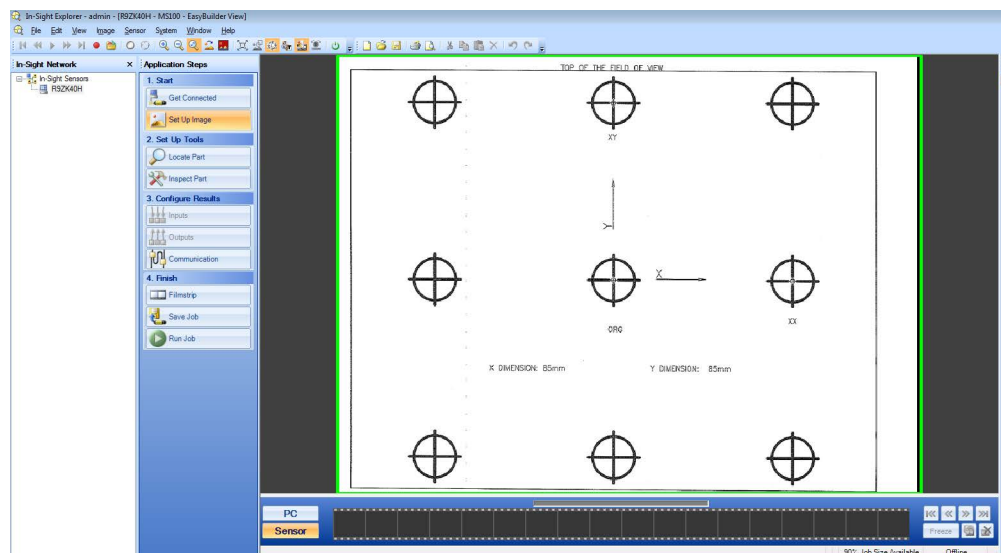 In-Sight Explorer - admin - [R9ZK40H - MS100 - EasyBuilder View]
File Edit View Image Sensor System Window Help
In-Sight Network
In-Sight Sensors
R9ZK40H
Application Steps
1. Start
Get Connected
Set Up Image
2. Set Up Tools
Locate Part
Inspect Part
3. Configure Results
Inputs
Outputs
Communication
4. Finish
Filmstrip
Save Job
Run Job
TOP OF THE FIELD OF VIEW
XY
Y
X
ORG
XX
X DIMENSION: 85mm
Y DIMENSION: 85mm
PC
Sensor
Freeze
90% Job Size Available
Offline